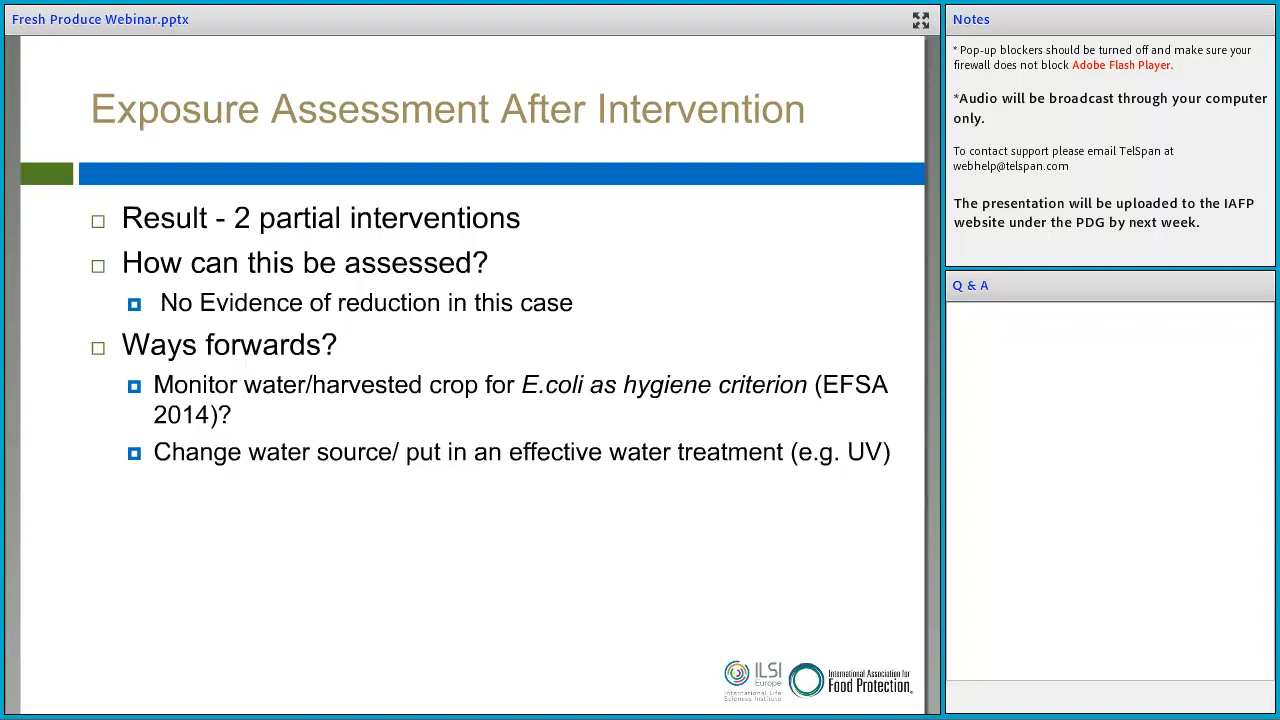 Fresh Produce Webinar.pptx
Exposure Assessment After Intervention
Result - 2 partial interventions
How can this be assessed?
No Evidence of reduction in this case
Ways forwards?
Monitor water/harvested crop for E.coli as hygiene criterion (EFSA
2014)?
Change water source/ put in an effective water treatment (e.g. UV)
ILSI
Europe
International Life
Sciences Institute
International Association for
Food Protection
Notes
* Pop-up blockers should be turned off and make sure your
firewall does not block Adobe Flash Player.
*Audio will be broadcast through your computer
only.
To contact support please email TelSpan at
webhelp@telspan.com
The presentation will be uploaded to the IAFP
website under the PDG by next week.
Q & A